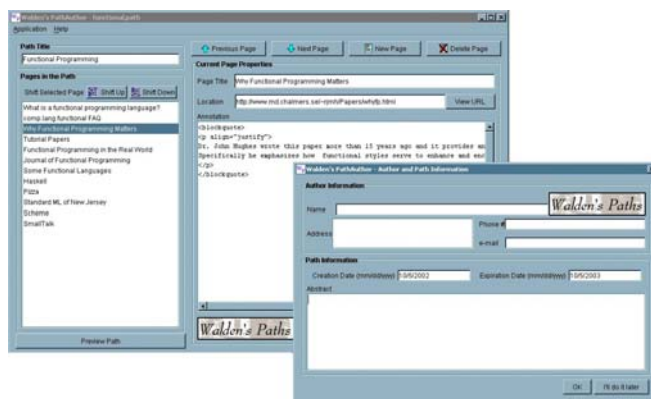 Walden's PathAuthor - functional.path
Application Help
Path Title
Functional Programming
Pages in the Path
Shift Selected Page Shift Up Shift Down
What is a functional programming language?
comp.lang.functional FAQ
Why Functional Programming Matters
Tutorial Papers
Functional Programming in the Real World
Journal of Functional Programming
Some Functional Languages
Haskell
Pizza
Standard ML of New Jersey
Scheme
SmallTalk
Preview Path
Previous Page Next Page New Page Delete Page
Current Page Properties
Page Title Why Functional Programming Matters
Location http://www.md.chalmers.se/~rjmh/Papers/whyfp.html View URL
Annotation
<blockquote>
<p align="justify">
Dr. John Hughes wrote this paper more than 15 years ago and it provides an
Specifically he emphasizes how functional styles serve to enhance and enc
</p>
</blockquote>
Walden's Paths
Walden's PathAuthor - Author and Path Information
Author Information
Walden's Paths
Name
Address
Phone #
e-mail
Path Information
Creation Date (mm/dd/yyyy) 10/5/2002 Expiration Date (mm/dd/yyyy) 10/5/2003
Abstract
OK I'll do it later